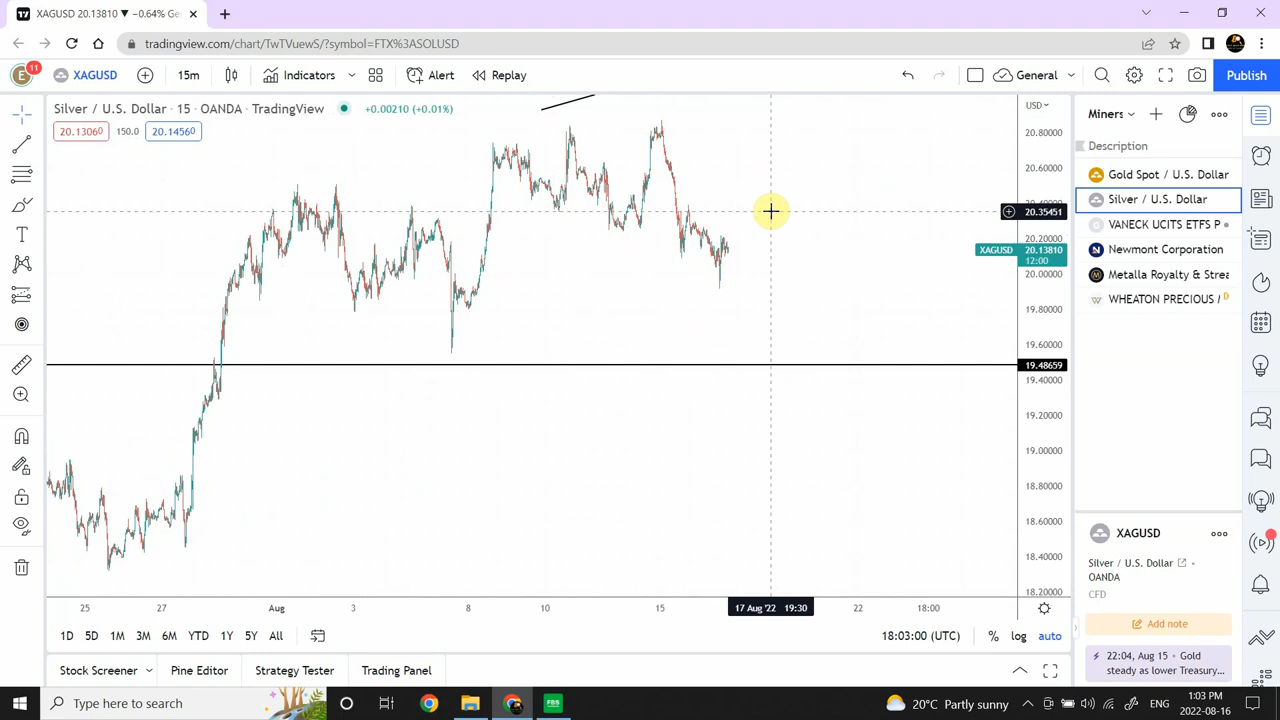 XAGUSD 20.13810 ▼ −0.64% Ge
tradingview.com/chart/TwTVuewS/?symbol=FTX%3ASOLUSD
E 11 XAGUSD 15m Indicators Alert Replay General Publish
Silver / U.S. Dollar · 15 · OANDA · TradingView +0.00210 (+0.01%)
20.13060 150.0 20.14560
USD
20.80000
20.60000
20.35451
20.20000
XAGUSD 20.13810
12:00
20.00000
19.80000
19.60000
19.48659
19.40000
19.20000
19.00000
18.80000
18.60000
18.40000
18.20000
25 27 Aug 3 8 10 15 17 Aug '22 19:30 22 18:00
1D 5D 1M 3M 6M YTD 1Y 5Y All 18:03:00 (UTC) % log auto
Stock Screener Pine Editor Strategy Tester Trading Panel
Miners
Description
Gold Spot / U.S. Dollar
Silver / U.S. Dollar
VANECK UCITS ETFS P
Newmont Corporation
Metalla Royalty & Strea
WHEATON PRECIOUS D
XAGUSD
Silver / U.S. Dollar
OANDA
CFD
Add note
22:04, Aug 15 • Gold
steady as lower Treasury...
Type here to search
FBS
20°C Partly sunny
ENG
1:03 PM
2022-08-16